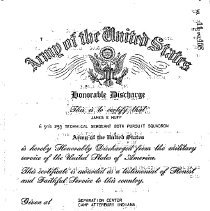 Army of the United States
Honorable Discharge
This is to certify that
JAMES E HUFF
TECHNICAL SERGEANT 80TH PURSUIT SQUADRON
Army of the United States
is hereby Honorably Discharged from the military
service of the United States of America.
This certificate is awarded as a testimonial of Honest
and Faithful Service to this country.
Given at SEPARATION CENTER
CAMP ATTERBURY INDIANA